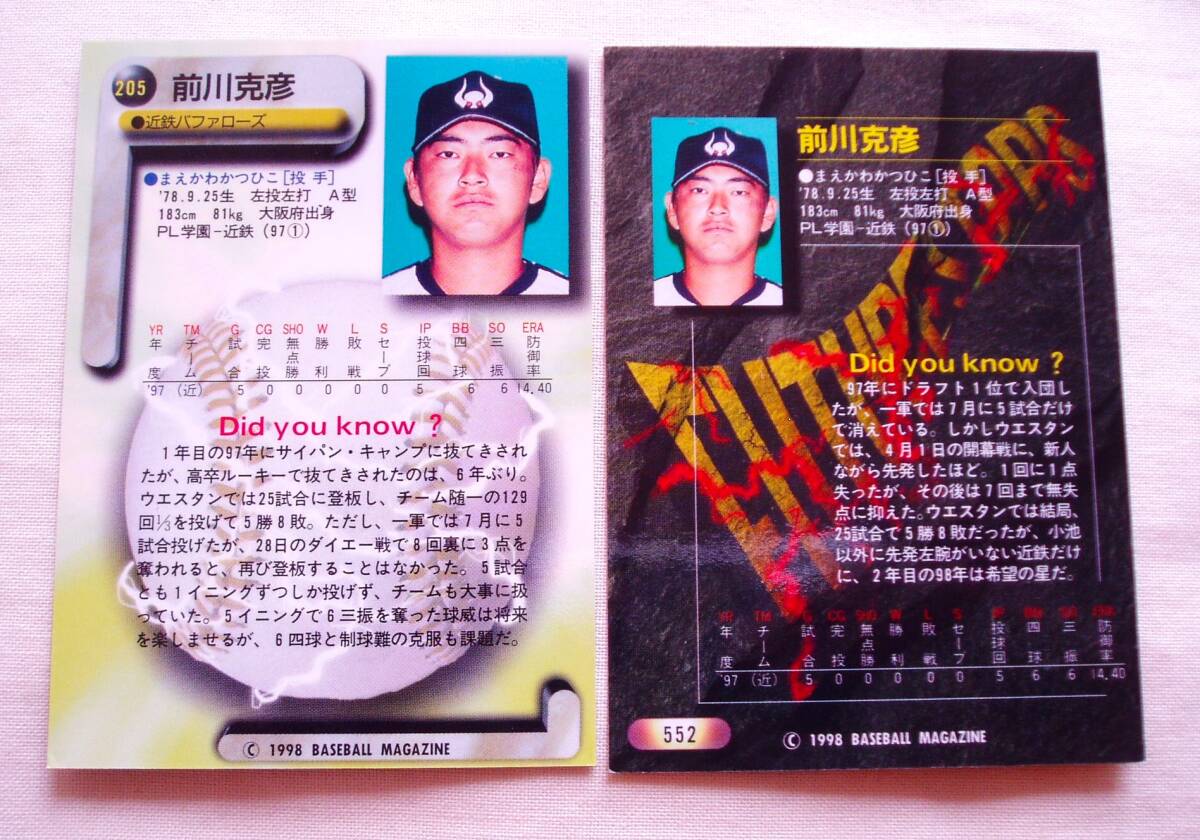 205 前川克彦
●近鉄バファローズ
●まえかわかつひこ[投 手]
'78.9.25生 左投左打 A型
183cm 81kg 大阪府出身
PL学園−近鉄(97①)
YR TM G CG SHO W L S IP BB SO ERA
年度 チーム 試合 完投 無点勝 勝利 敗戦 セーブ 投球回 四球 三振 防御率
'97 (近) 5 0 0 0 0 0 5 6 6 14.40
Did you know ?
1年目の97年にサイパン・キャンプに抜てきされ
たが、高卒ルーキーで抜てきされたのは、6年ぶり。
ウエスタンでは25試合に登板し、チーム随一の129
回⅓を投げて5勝8敗。ただし、一軍では7月に5
試合投げたが、28日のダイエー戦で8回裏に3点を
奪われると、再び登板することはなかった。5試合
とも1イニングずつしか投げず、チームも大事に扱
っていた。5イニングで6三振を奪った球威は将来
を楽しませるが、6四球と制球難の克服も課題だ。
© 1998 BASEBALL MAGAZINE
前川克彦
●まえかわかつひこ[投 手]
'78.9.25生 左投左打 A型
183cm 81kg 大阪府出身
PL学園−近鉄(97①)
Did you know ?
97年にドラフト1位で入団し
たが、一軍では7月に5試合だけ
で消えている。しかしウエスタン
では、4月1日の開幕戦に、新人
ながら先発したほど。1回に1点
失ったが、その後は7回まで無失
点に抑えた。ウエスタンでは結局、
25試合で5勝8敗だったが、小池
以外に先発左腕がいない近鉄だけ
に、2年目の98年は希望の星だ。
YR TM G CG SHO W L S IP BB SO ERA
年度 チーム 試合 完投 無点勝 勝利 敗戦 セーブ 投球回 四球 三振 防御率
'97 (近) 5 0 0 0 0 0 5 6 6 14.40
552
© 1998 BASEBALL MAGAZINE